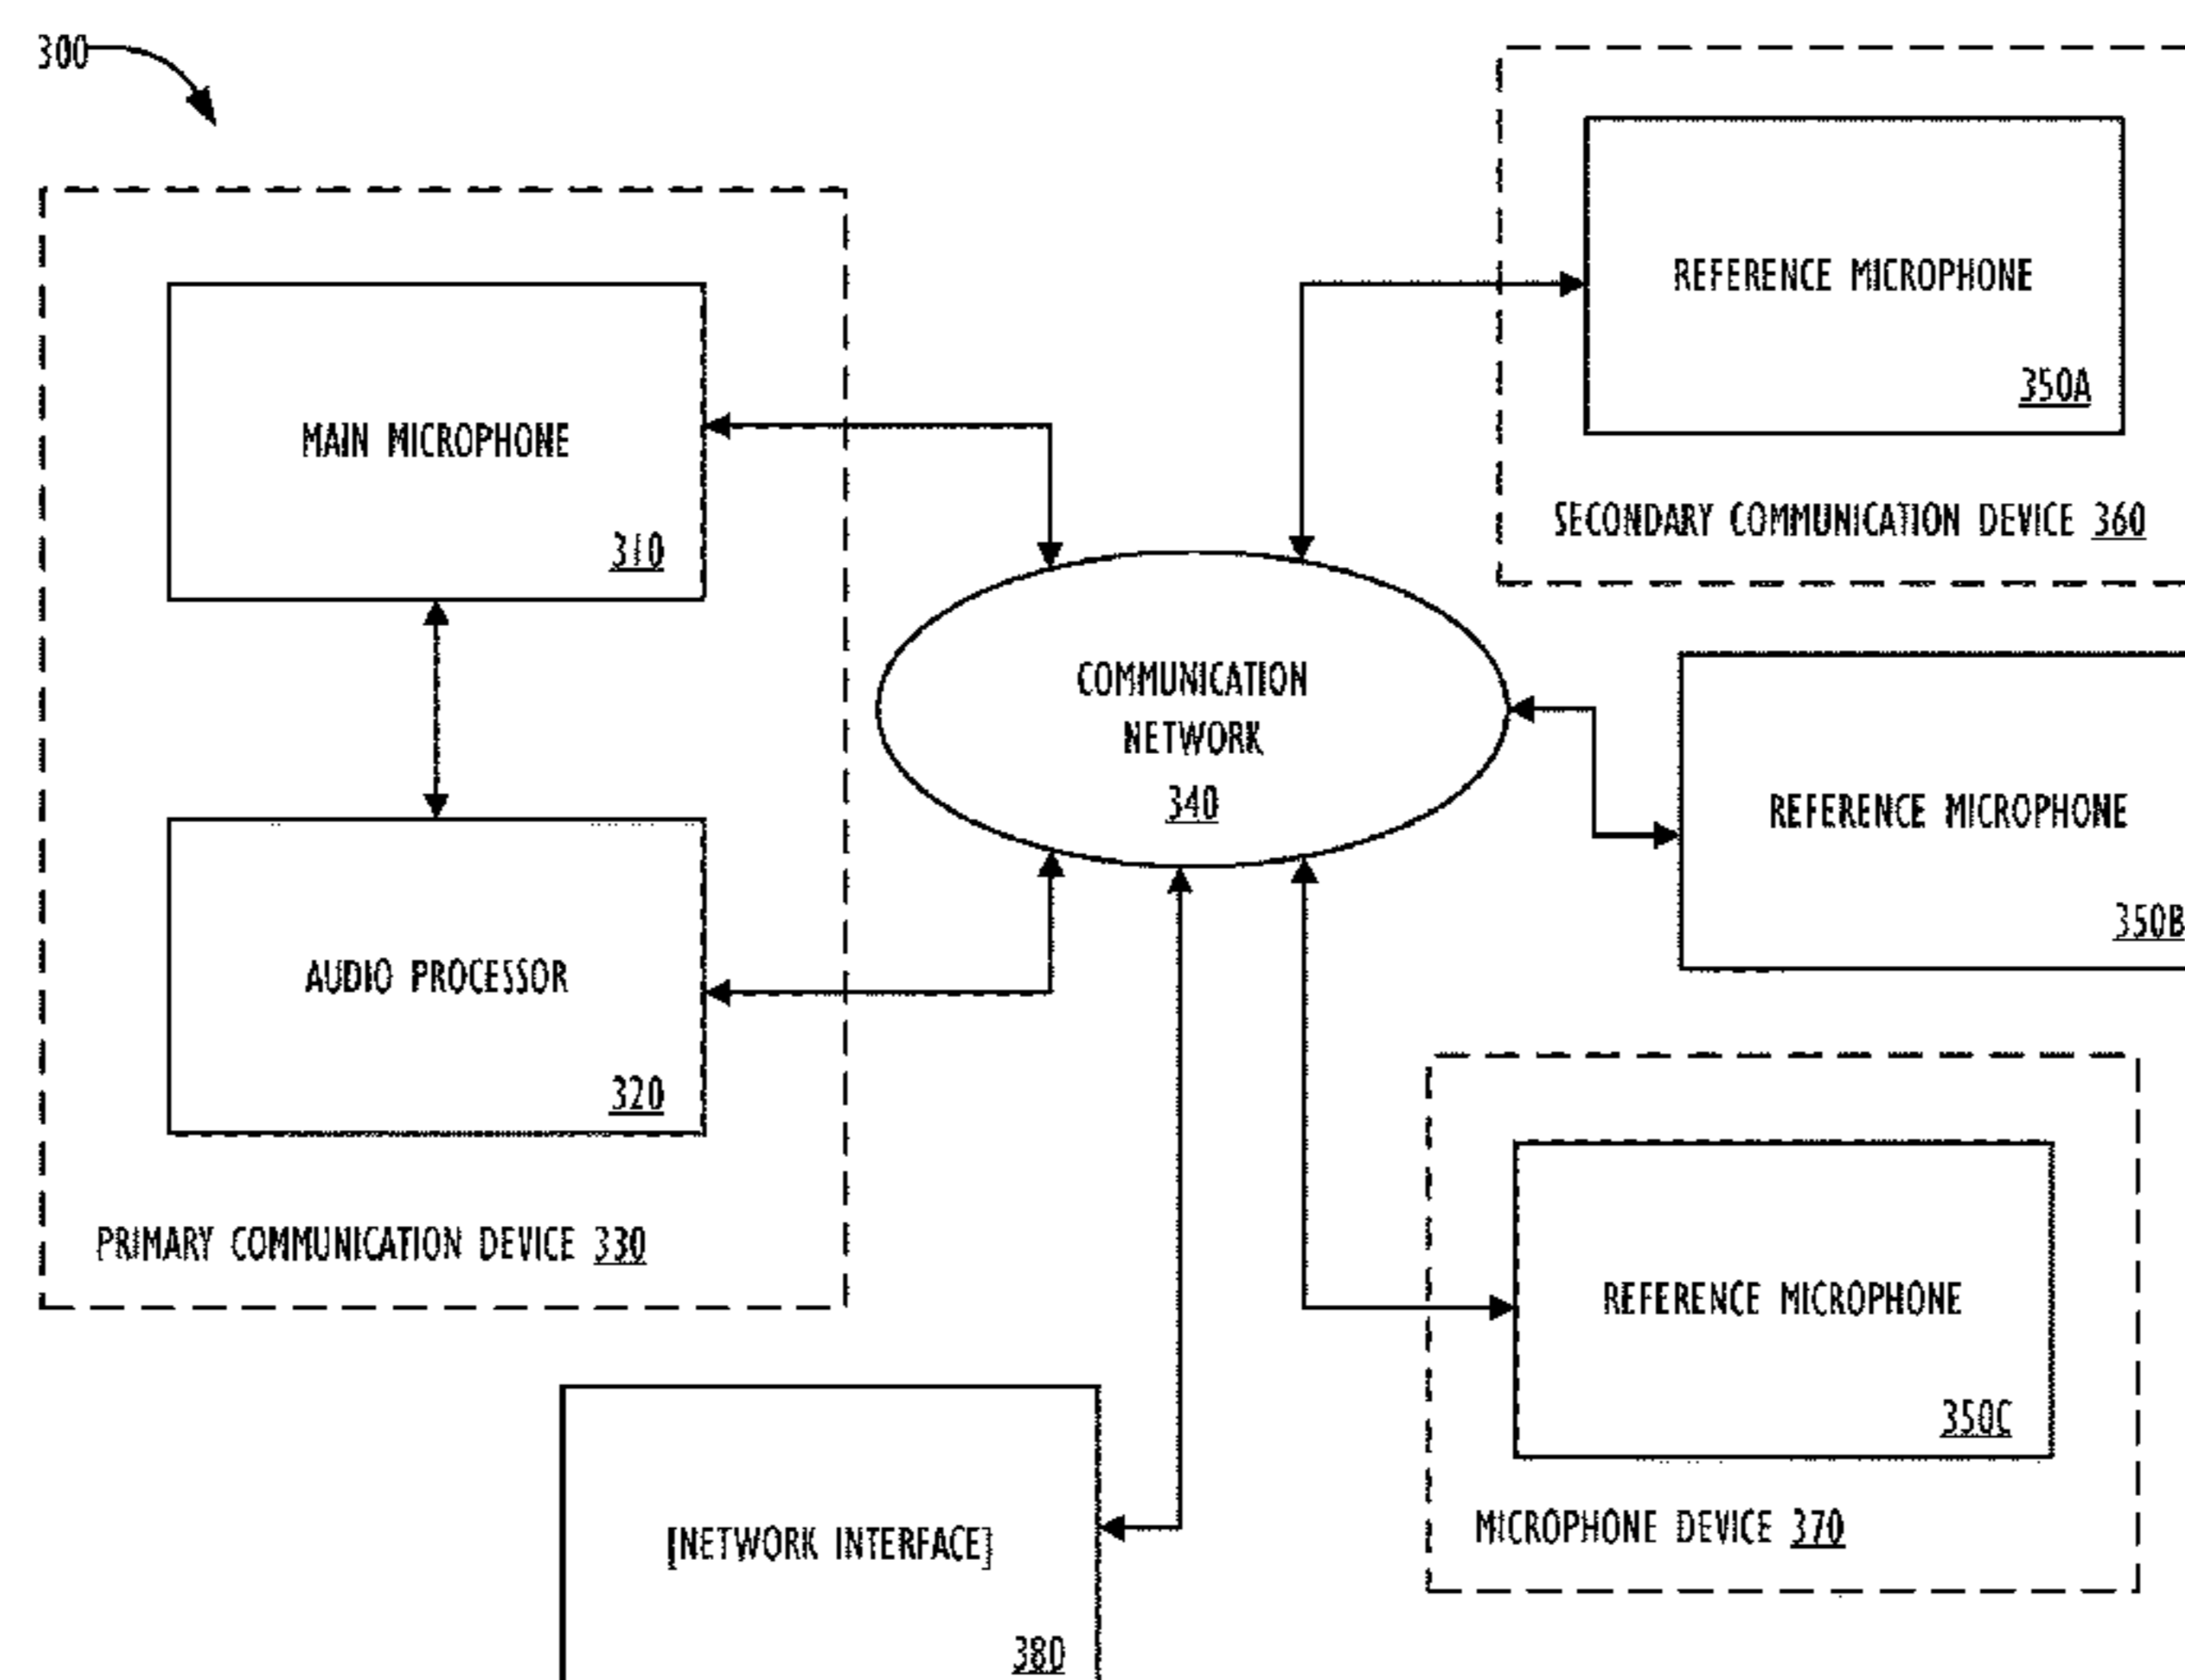 300
REFERENCE MICROPHONE
350A
SECONDARY COMMUNICATION DEVICE 360
MAIN MICROPHONE
310
COMMUNICATION
NETWORK
340
REFERENCE MICROPHONE
350B
AUDIO PROCESSOR
320
PRIMARY COMMUNICATION DEVICE 330
REFERENCE MICROPHONE
350C
MICROPHONE DEVICE 370
[NETWORK INTERFACE]
380